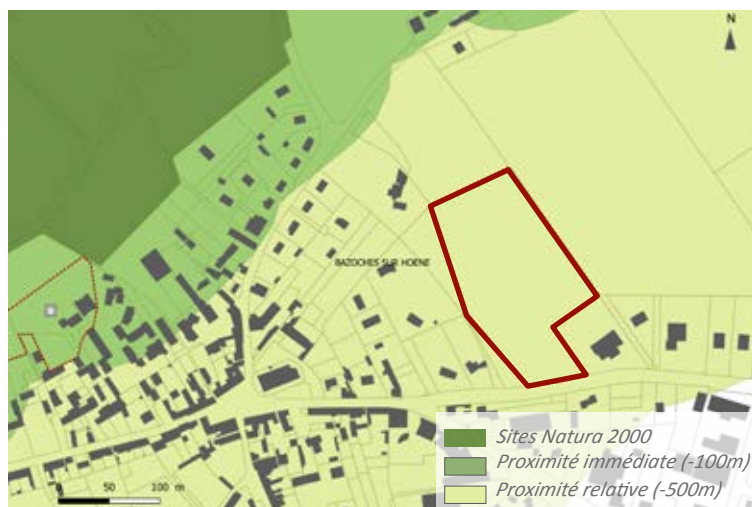 N
BAZOCHES SUR HOENE
Sites Natura 2000
Proximité immédiate (-100m)
Proximité relative (-500m)
0 50 100 m